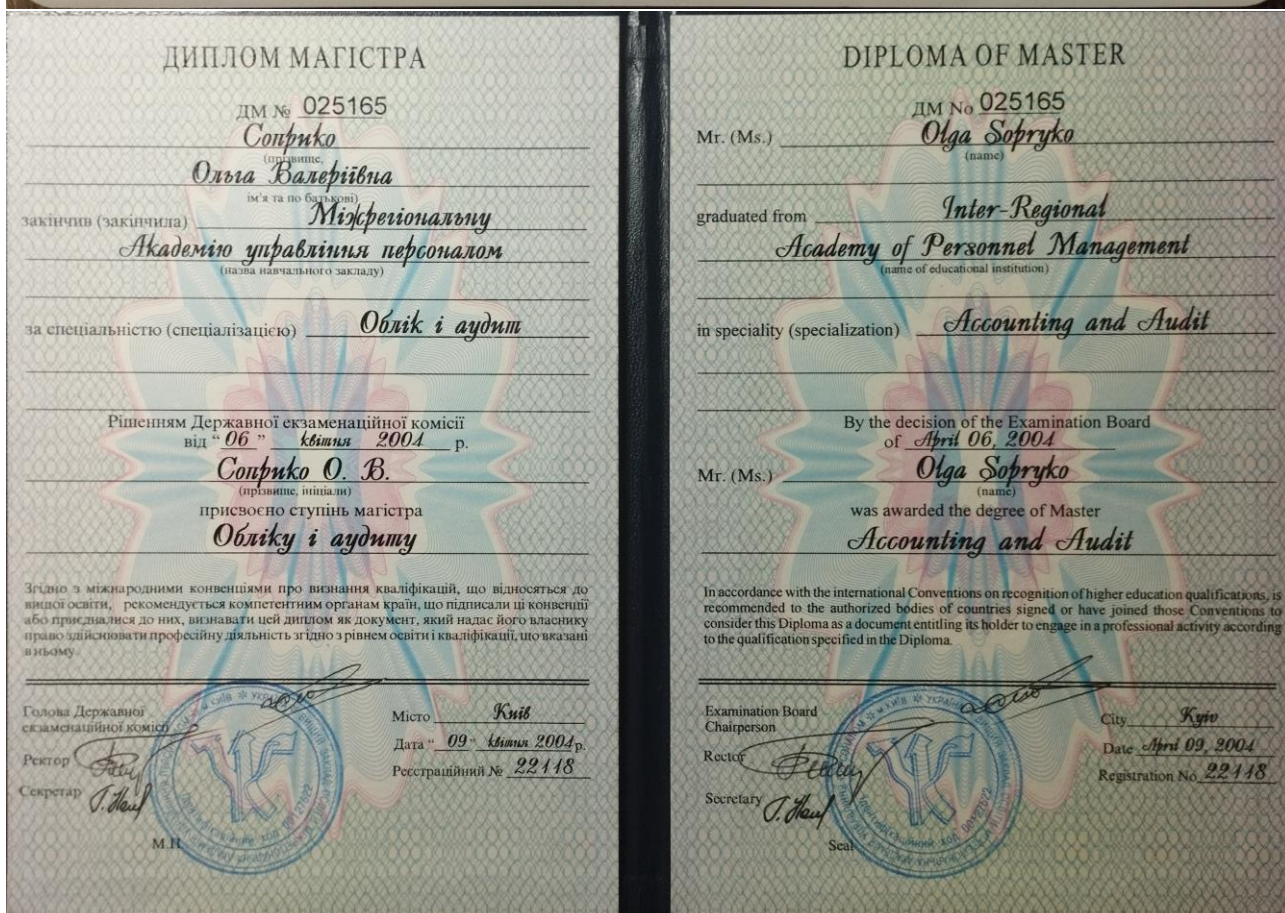 ДИПЛОМ МАГІСТРА
ДМ № 025165
Соприко
(прізвище,
Ольга Валеріївна
ім'я та по батькові)
закінчив (закінчила) Міжрегіональну
Академію управління персоналом
(назва навчального закладу)
за спеціальністю (спеціалізацією) Облік і аудит
Рішенням Державної екзаменаційної комісії
від “ 06 ” квітня 2004 р.
Соприко О. В.
(прізвище, ініціали)
присвоєно ступінь магістра
Обліку і аудиту
Згідно з міжнародними конвенціями про визнання кваліфікацій, що відносяться до
вищої освіти, рекомендується компетентним органам країн, що підписали ці конвенції
або приєдналися до них, визнавати цей диплом як документ, який надає його власнику
право здійснювати професійну діяльність згідно з рівнем освіти і кваліфікації, що вказані
в ньому.
Голова Державної
екзаменаційної комісії
Ректор
Секретар
М.П.
Місто Київ
Дата “ 09 ” квітня 2004 р.
Реєстраційний № 22118
DIPLOMA OF MASTER
ДМ No 025165
Mr. (Ms.) Olga Sopryko
(name)
graduated from Inter-Regional
Academy of Personnel Management
(name of educational institution)
in speciality (specialization) Accounting and Audit
By the decision of the Examination Board
of April 06, 2004
Mr. (Ms.) Olga Sopryko
(name)
was awarded the degree of Master
Accounting and Audit
In accordance with the international Conventions on recognition of higher education qualifications, is
recommended to the authorized bodies of countries signed or have joined those Conventions to
consider this Diploma as a document entitling its holder to engage in a professional activity according
to the qualification specified in the Diploma.
Examination Board
Chairperson
Rector
Secretary
Seal
City Kyiv
Date April 09, 2004
Registration No 22118